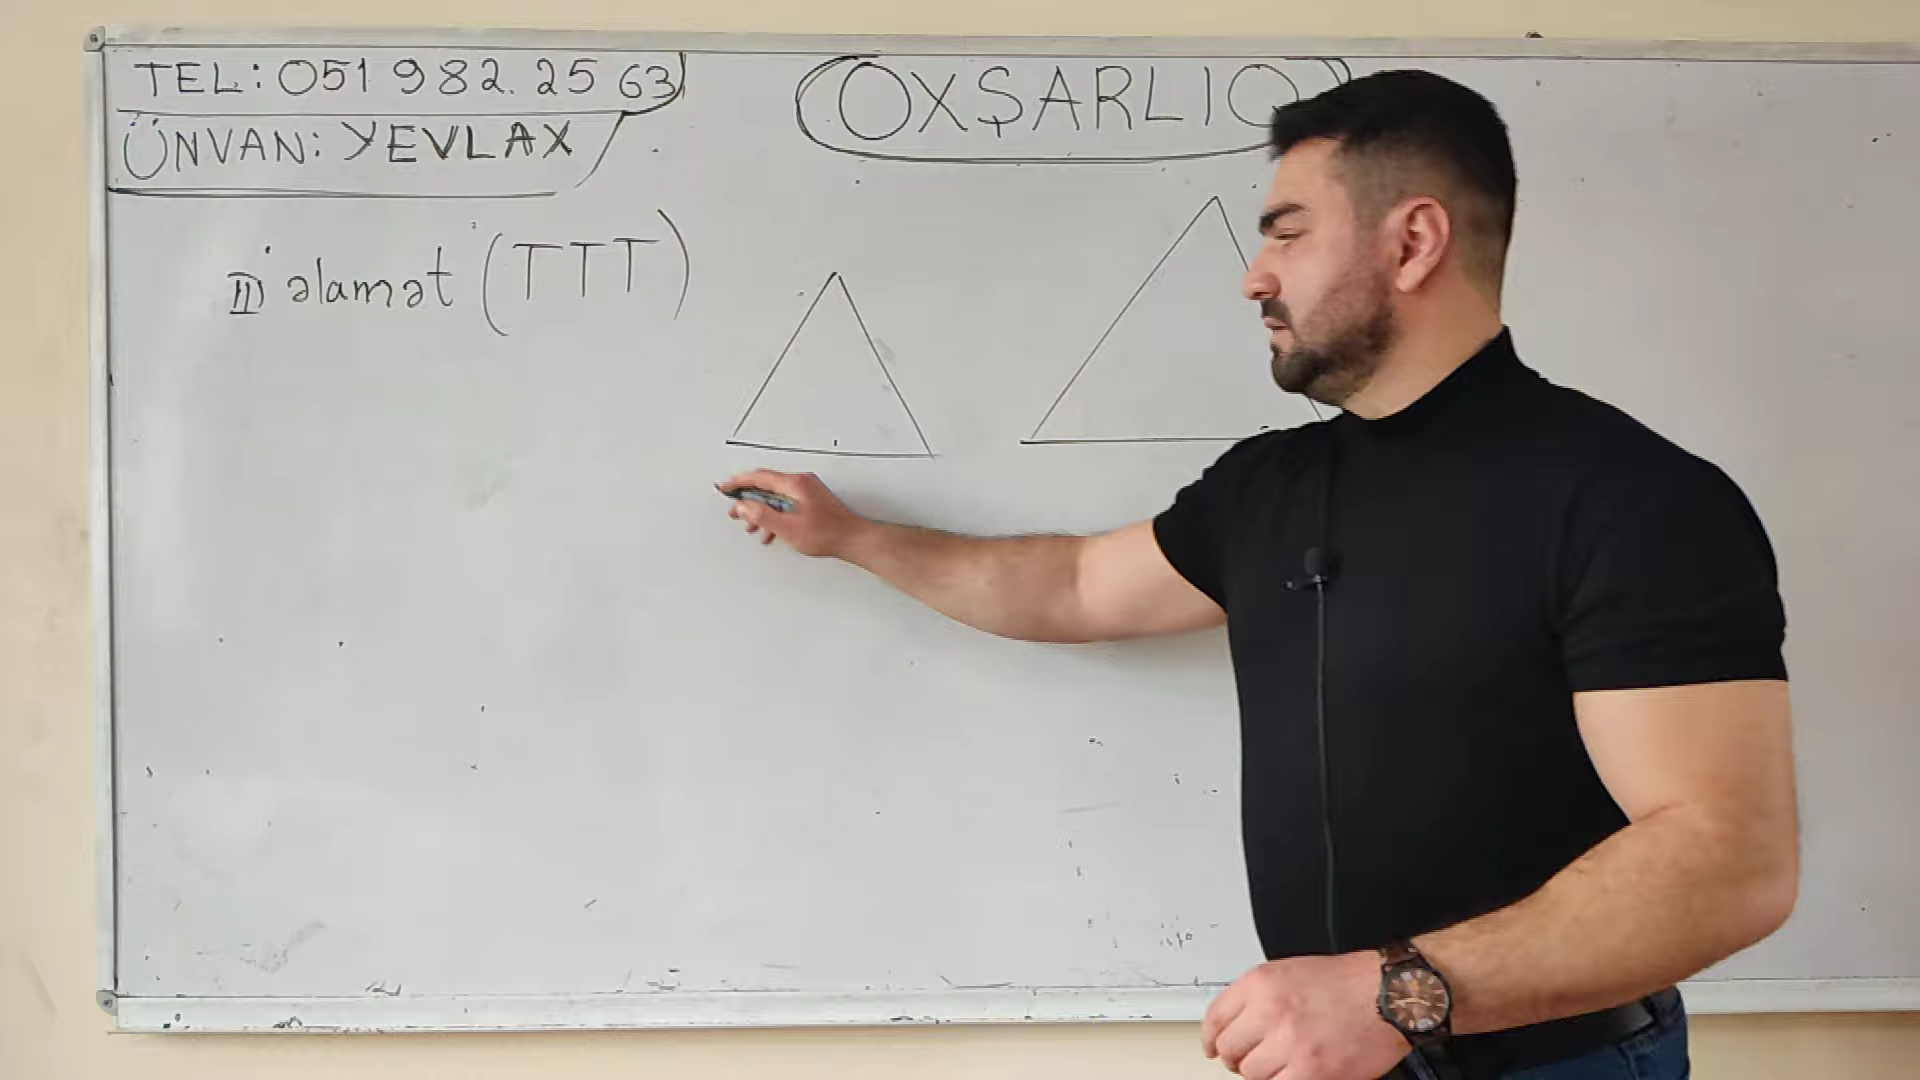 TEL: 051 982. 25 63
ÜNVAN: YEVLAX
OXŞARLIQ
II əlamət (TTT)